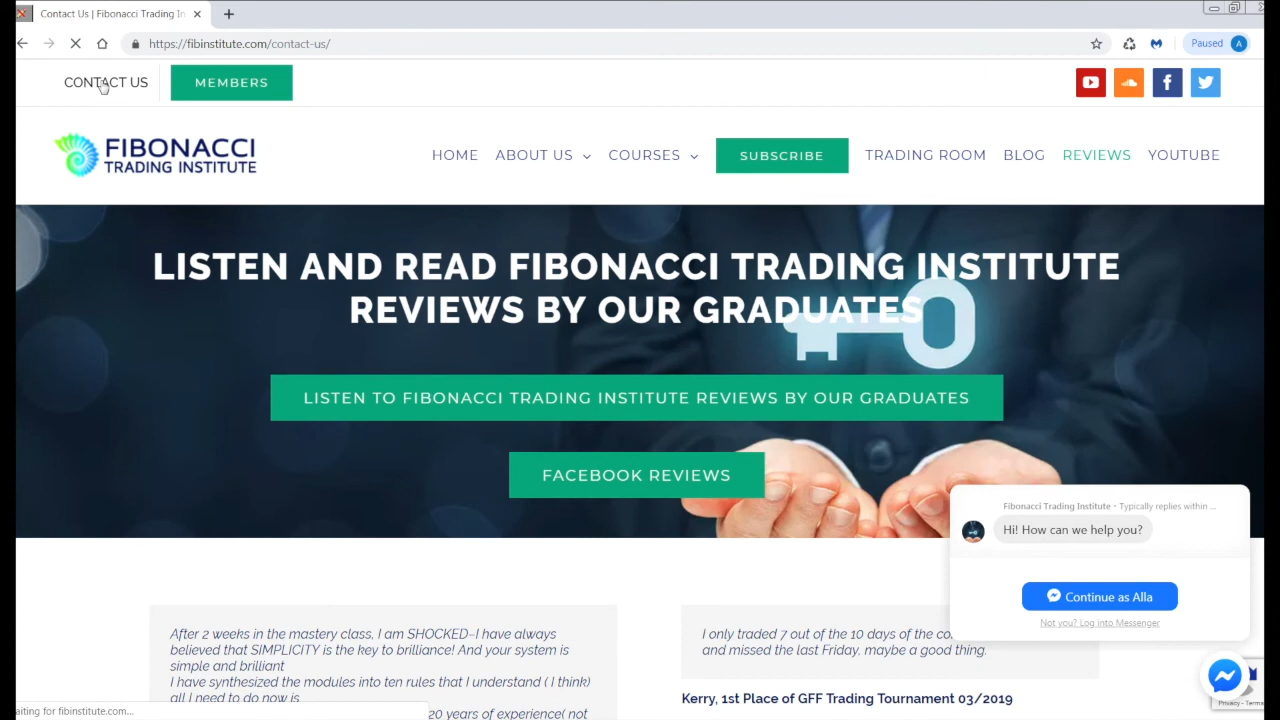 Contact Us | Fibonacci Trading In
https://fibinstitute.com/contact-us/
Paused
A
CONTACT US
MEMBERS
FIBONACCI
TRADING INSTITUTE
HOME
ABOUT US
COURSES
SUBSCRIBE
TRADING ROOM
BLOG
REVIEWS
YOUTUBE
LISTEN AND READ FIBONACCI TRADING INSTITUTE
REVIEWS BY OUR GRADUATES
LISTEN TO FIBONACCI TRADING INSTITUTE REVIEWS BY OUR GRADUATES
FACEBOOK REVIEWS
Fibonacci Trading Institute • Typically replies within ...
Hi! How can we help you?
Continue as Alla
Not you? Log into Messenger
After 2 weeks in the mastery class, I am SHOCKED–I have always
believed that SIMPLICITY is the key to brilliance! And your system is
simple and brilliant
I have synthesized the modules into ten rules that I understand ( I think)
all I need to do now is
20 years of experience( not
I only traded 7 out of the 10 days of the
and missed the last Friday, maybe a good thing.
Kerry, 1st Place of GFF Trading Tournament 03/2019
aiting for fibinstitute.com...
Privacy - Terms